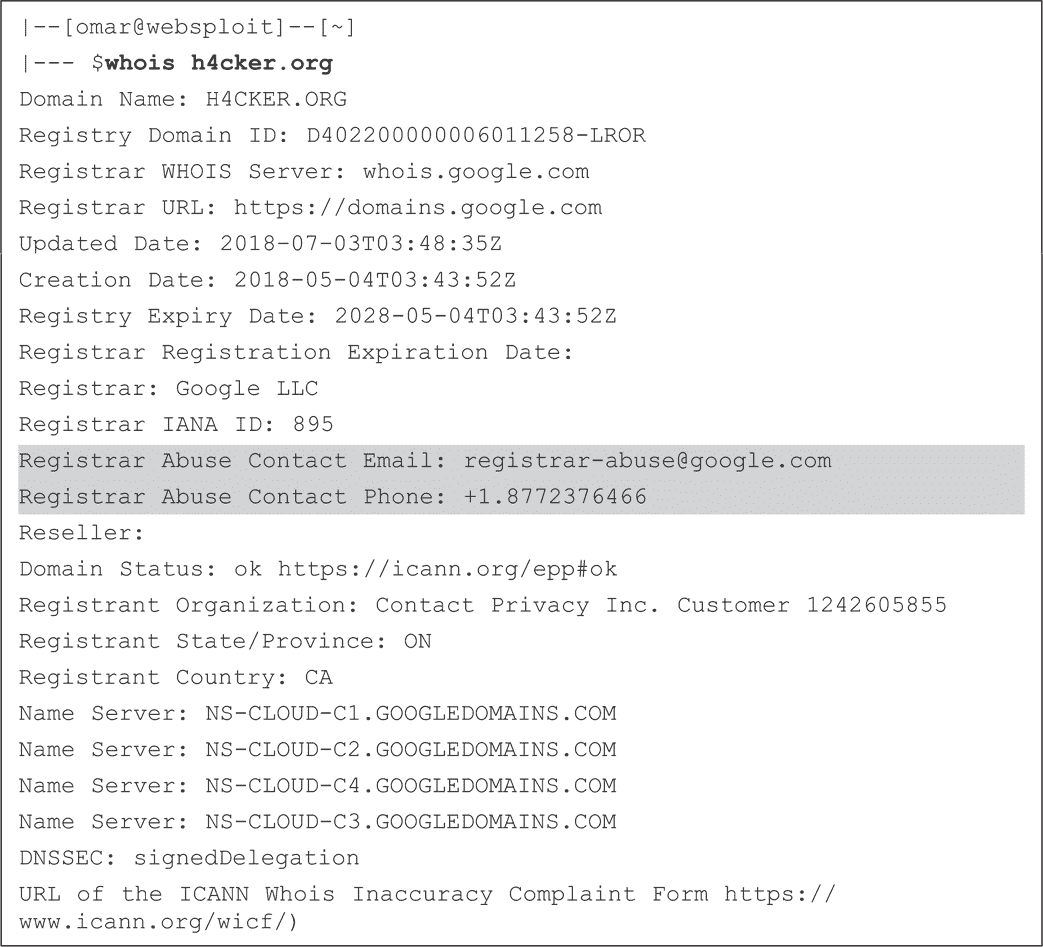 |--[omar@websploit]--[~]
|--- $whois h4cker.org
Domain Name: H4CKER.ORG
Registry Domain ID: D402200000006011258-LROR
Registrar WHOIS Server: whois.google.com
Registrar URL: https://domains.google.com
Updated Date: 2018-07-03T03:48:35Z
Creation Date: 2018-05-04T03:43:52Z
Registry Expiry Date: 2028-05-04T03:43:52Z
Registrar Registration Expiration Date:
Registrar: Google LLC
Registrar IANA ID: 895
Registrar Abuse Contact Email: registrar-abuse@google.com
Registrar Abuse Contact Phone: +1.8772376466
Reseller:
Domain Status: ok https://icann.org/epp#ok
Registrant Organization: Contact Privacy Inc. Customer 1242605855
Registrant State/Province: ON
Registrant Country: CA
Name Server: NS-CLOUD-C1.GOOGLEDOMAINS.COM
Name Server: NS-CLOUD-C2.GOOGLEDOMAINS.COM
Name Server: NS-CLOUD-C4.GOOGLEDOMAINS.COM
Name Server: NS-CLOUD-C3.GOOGLEDOMAINS.COM
DNSSEC: signedDelegation
URL of the ICANN Whois Inaccuracy Complaint Form https://
www.icann.org/wicf/)